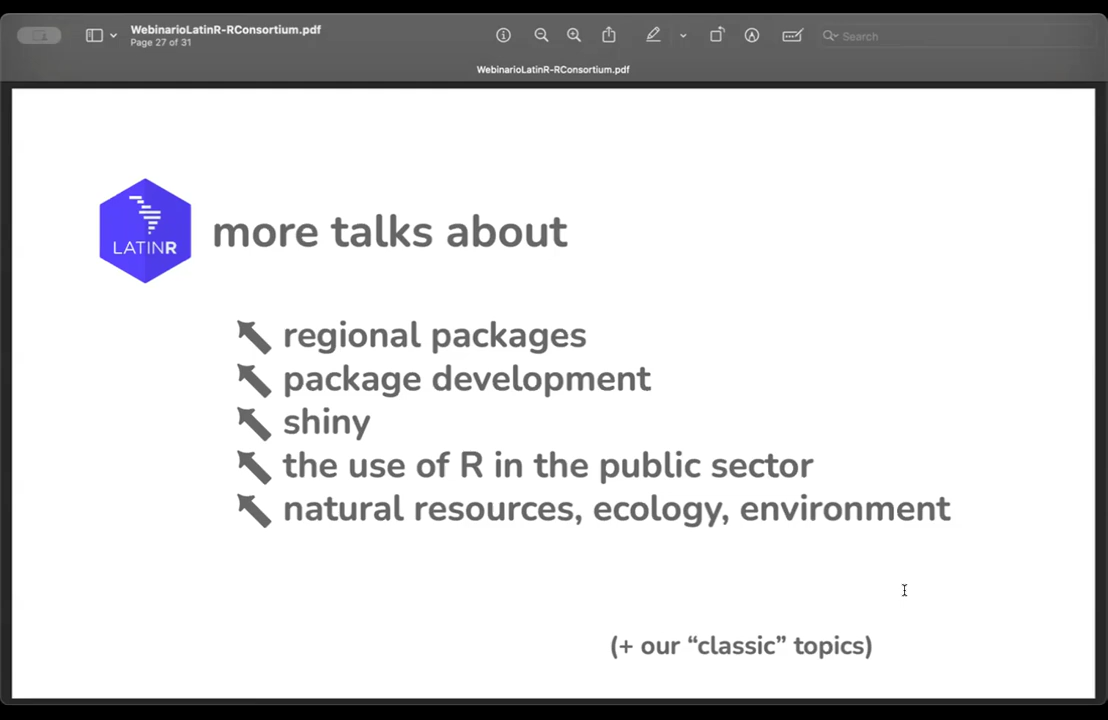 WebinarioLatinR-RConsortium.pdf
Page 27 of 31
Search
WebinarioLatinR-RConsortium.pdf
LATINR
more talks about
regional packages
package development
shiny
the use of R in the public sector
natural resources, ecology, environment
(+ our “classic” topics)